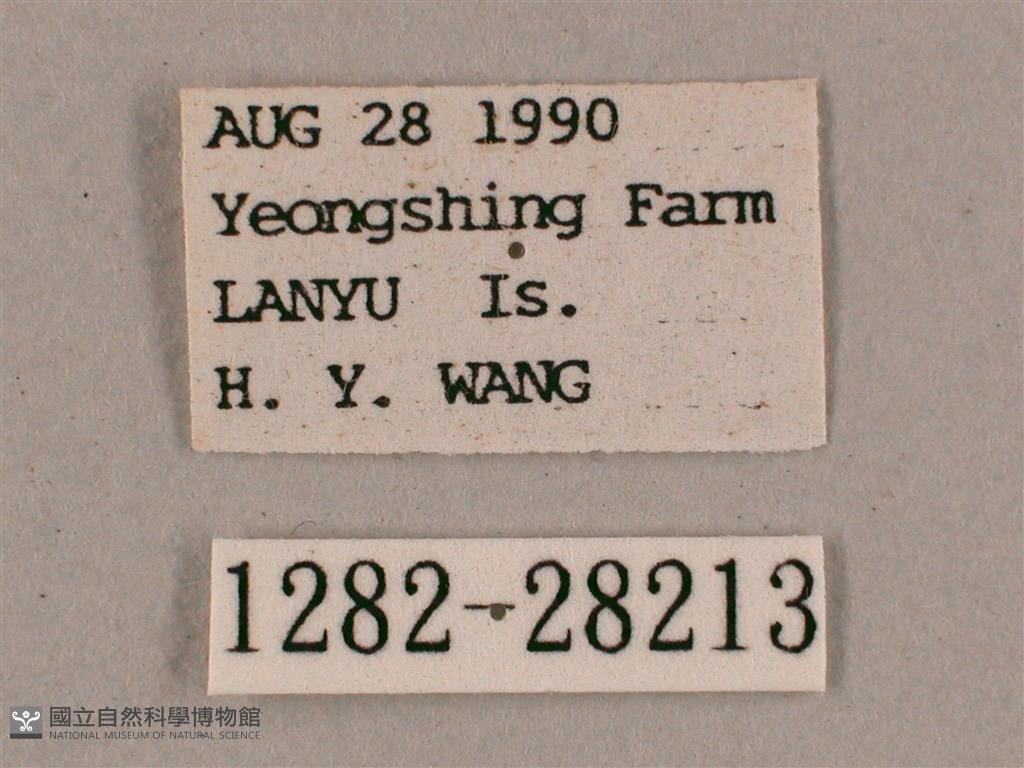 AUG 28 1990
Yeongshing Farm
LANYU Is.
H. Y. WANG
1282-28213
國立自然科學博物館
NATIONAL MUSEUM OF NATURAL SCIENCE